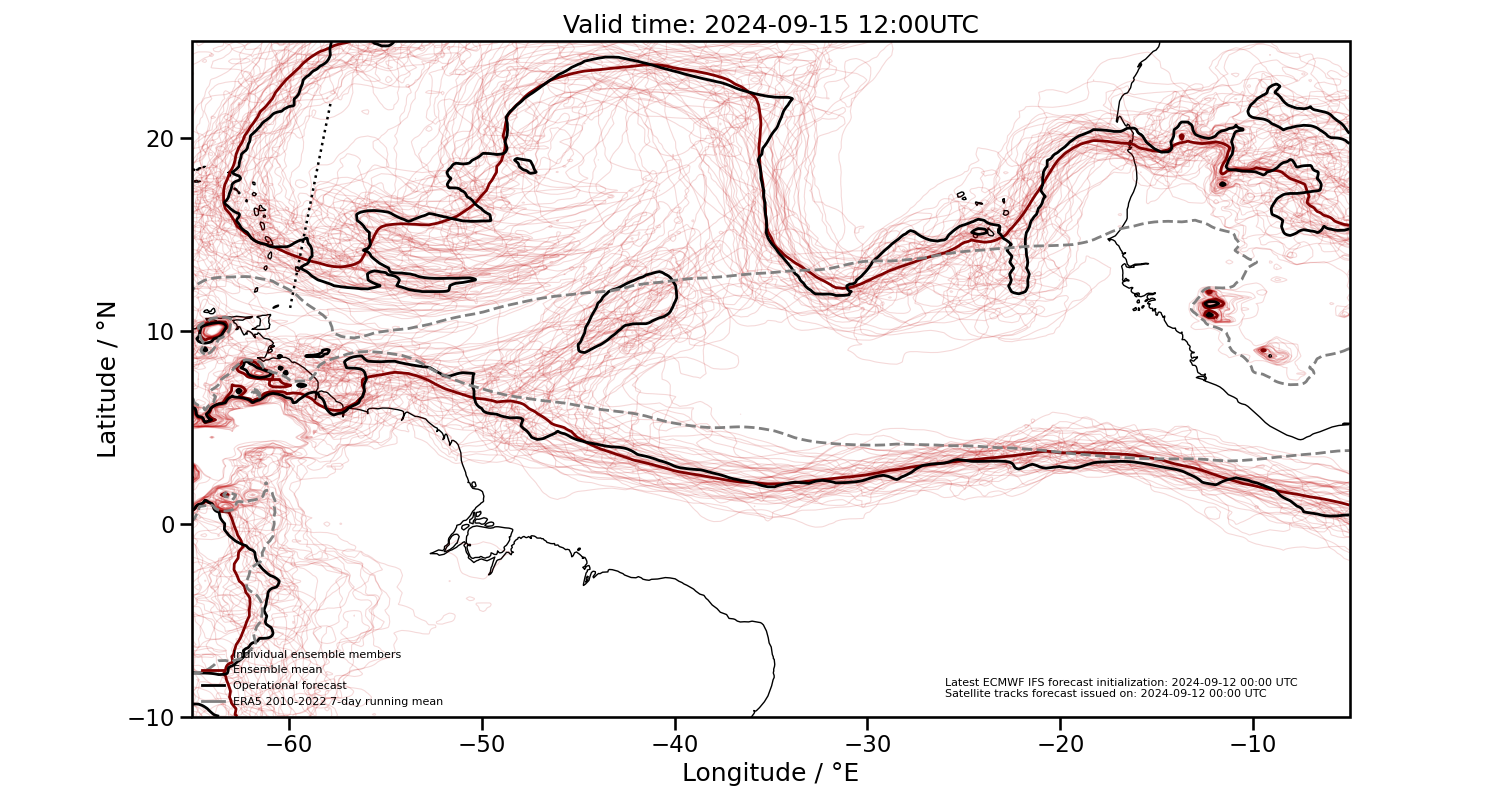 Valid time: 2024-09-15 12:00UTC
Latitude / °N
20
10
0
−10
Individual ensemble members
Ensemble mean
Operational forecast
ERA5 2010-2022 7-day running mean
Latest ECMWF IFS forecast initialization: 2024-09-12 00:00 UTC
Satellite tracks forecast issued on: 2024-09-12 00:00 UTC
−60 −50 −40 −30 −20 −10
Longitude / °E